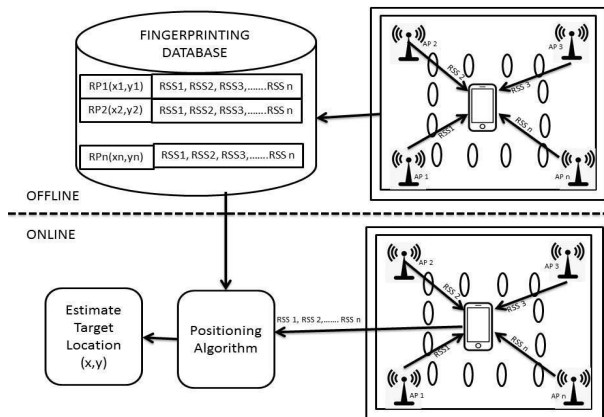 FINGERPRINTING
DATABASE
RP1(x1,y1) RSS1, RSS2, RSS3,.......RSS n
RP2(x2,y2) RSS1, RSS2, RSS3,.......RSS n
RPn(xn,yn) RSS1, RSS2, RSS3,.......RSS n
AP 2
AP 3
RSS 2
RSS 3
RSS1
RSS n
AP 1
AP n
OFFLINE
ONLINE
Estimate
Target
Location
(x,y)
Positioning
Algorithm
RSS 1, RSS 2,....... RSS n
AP 2
AP 3
RSS 2
RSS 3
RSS1
RSS n
AP 1
AP n